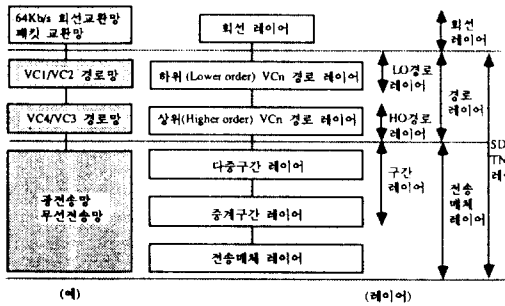 64Kb/s 회선교환망
패킷 교환망
회선 레이어
회선
레이어
VC1/VC2 경로망
하위 (Lower order) VCn 경로 레이어
LO경로
레이어
경로
레이어
VC4/VC3 경로망
상위(Higher order) VCn 경로 레이어
HO경로
레이어
SD
TN
레이
광전송망
무선전송망
다중구간 레이어
구간
레이어
중계구간 레이어
전송
매체
레이어
전송매체 레이어
(예)
(레이어)